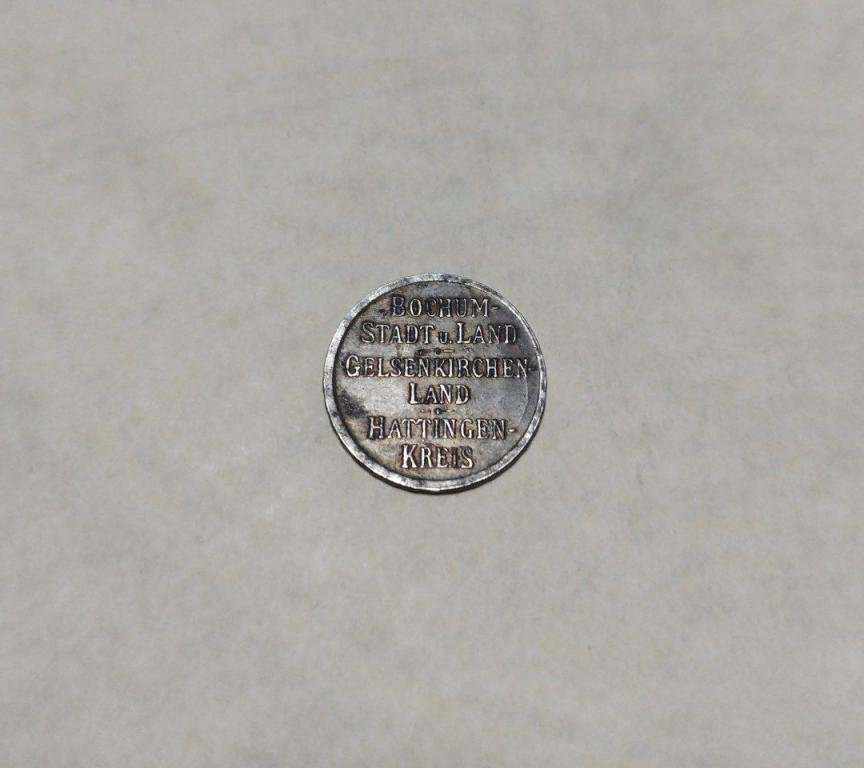 BOCHUM-
STADT u. LAND
GELSENKIRCHEN-
LAND
HATTINGEN-
KREIS